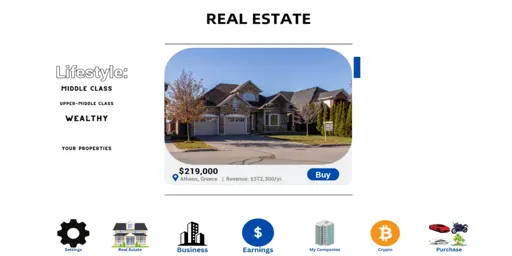 REAL ESTATE
Lifestyle:
MIDDLE CLASS
UPPER-MIDDLE CLASS
WEALTHY
YOUR PROPERTIES
$219,000
Athens, Greece | Revenue: $372,300/yr.
Buy
Settings
Real Estate
Business
$
Earnings
My Companies
₿
Crypto
Purchase